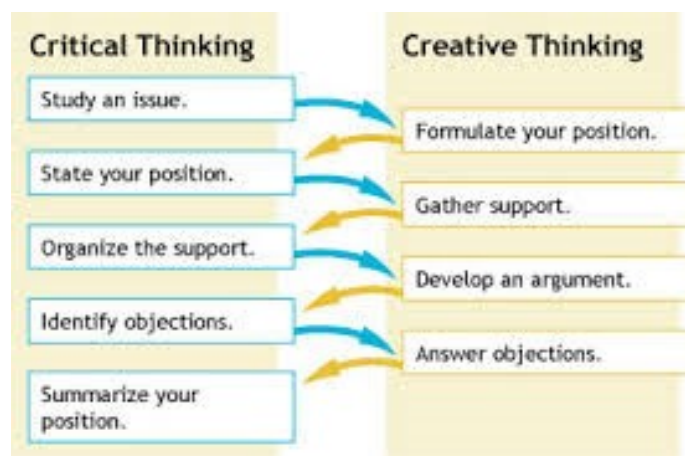 Critical Thinking
Creative Thinking
Study an issue.
Formulate your position.
State your position.
Gather support.
Organize the support.
Develop an argument.
Identify objections.
Answer objections.
Summarize your
position.